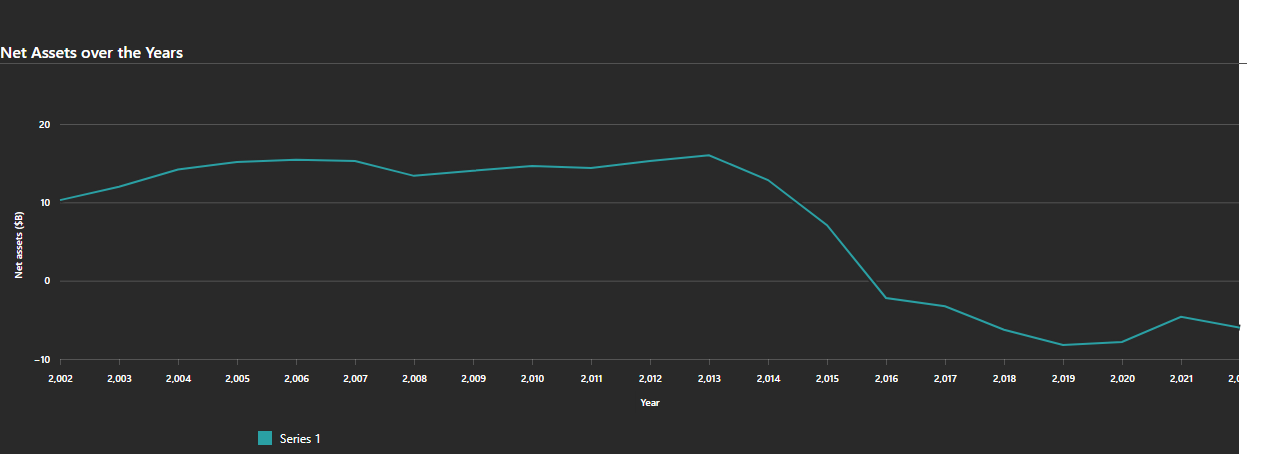 Net Assets over the Years
20
10
0
−10
Net assets ($B)
2,002 2,003 2,004 2,005 2,006 2,007 2,008 2,009 2,010 2,011 2,012 2,013 2,014 2,015 2,016 2,017 2,018 2,019 2,020 2,021
Year
Series 1